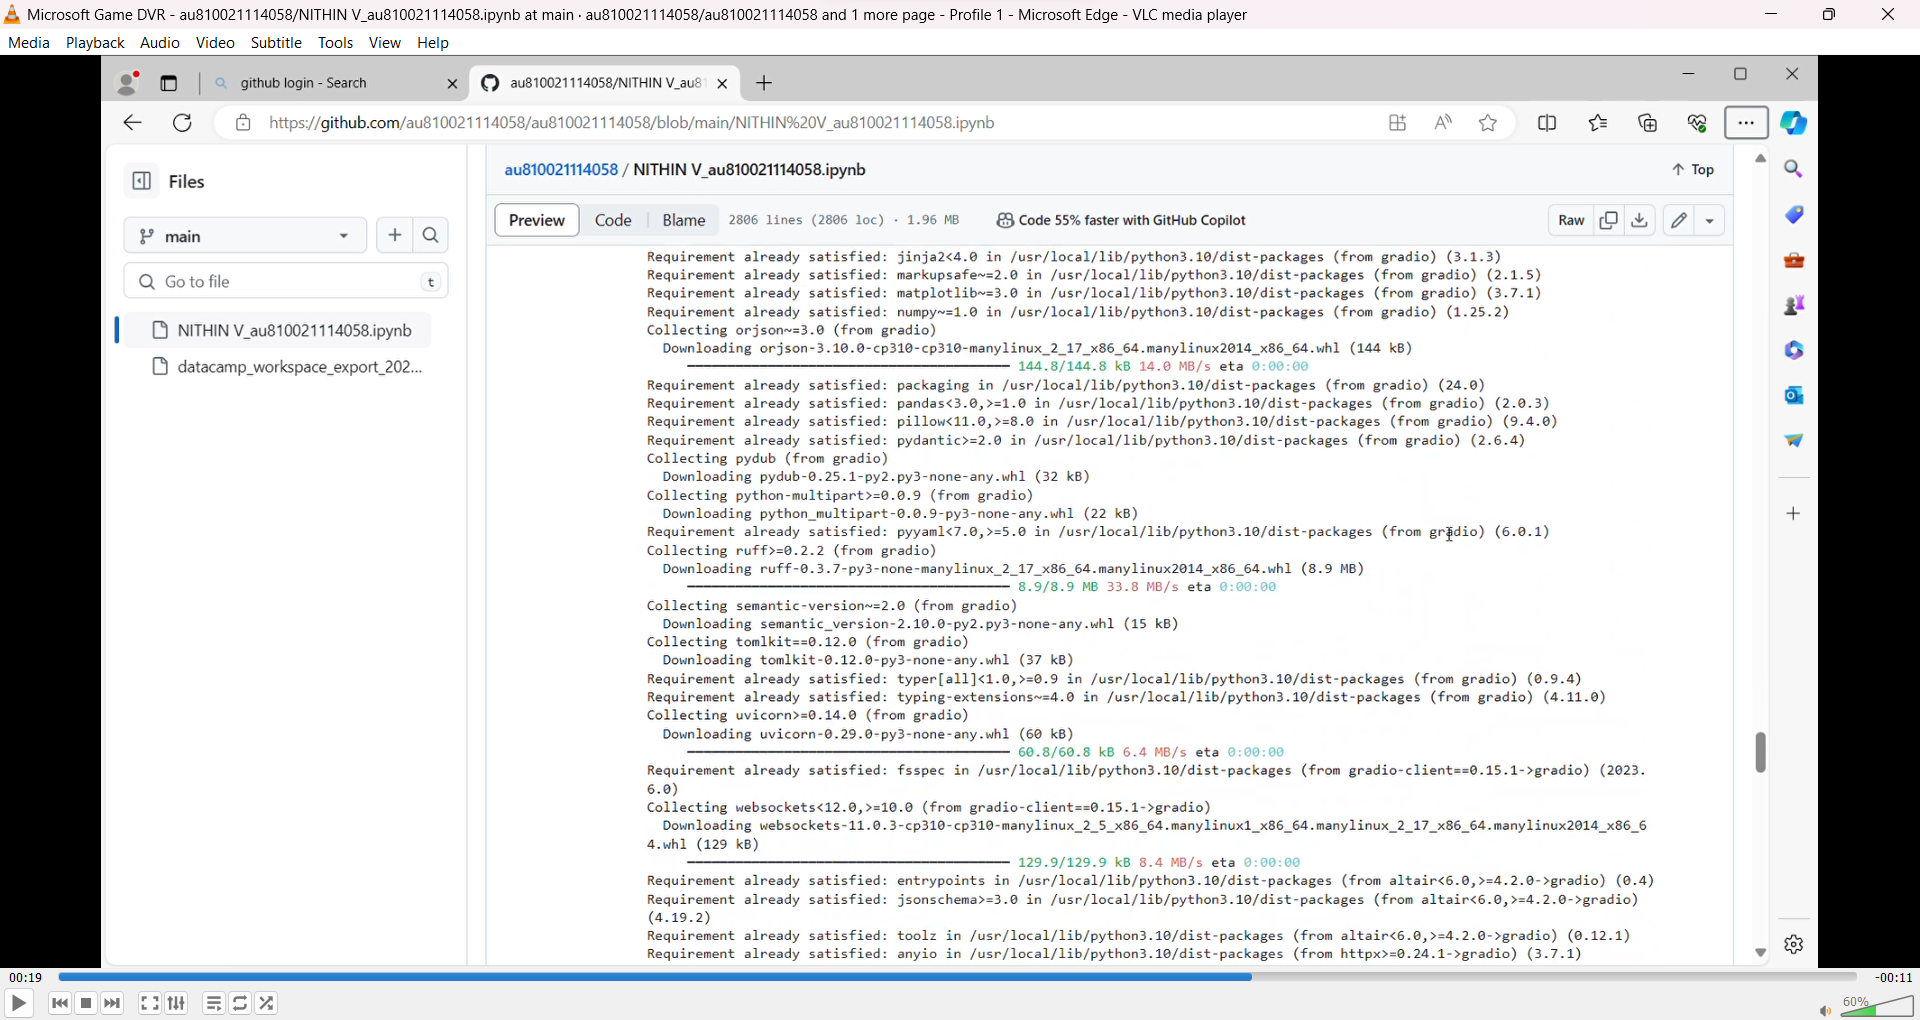 Microsoft Game DVR - au810021114058/NITHIN V_au810021114058.ipynb at main · au810021114058/au810021114058 and 1 more page - Profile 1 - Microsoft Edge - VLC media player
Media Playback Audio Video Subtitle Tools View Help
github login - Search
au810021114058/NITHIN V_au81
https://github.com/au810021114058/au810021114058/blob/main/NITHIN%20V_au810021114058.ipynb
Files
au810021114058 / NITHIN V_au810021114058.ipynb
Top
main
Preview Code Blame 2806 lines (2806 loc) · 1.96 MB Code 55% faster with GitHub Copilot Raw
Go to file t
NITHIN V_au810021114058.ipynb
datacamp_workspace_export_202...
Requirement already satisfied: jinja2<4.0 in /usr/local/lib/python3.10/dist-packages (from gradio) (3.1.3)
Requirement already satisfied: markupsafe~=2.0 in /usr/local/lib/python3.10/dist-packages (from gradio) (2.1.5)
Requirement already satisfied: matplotlib~=3.0 in /usr/local/lib/python3.10/dist-packages (from gradio) (3.7.1)
Requirement already satisfied: numpy~=1.0 in /usr/local/lib/python3.10/dist-packages (from gradio) (1.25.2)
Collecting orjson~=3.0 (from gradio)
Downloading orjson-3.10.0-cp310-cp310-manylinux_2_17_x86_64.manylinux2014_x86_64.whl (144 kB)
144.8/144.8 kB 14.0 MB/s eta 0:00:00
Requirement already satisfied: packaging in /usr/local/lib/python3.10/dist-packages (from gradio) (24.0)
Requirement already satisfied: pandas<3.0,>=1.0 in /usr/local/lib/python3.10/dist-packages (from gradio) (2.0.3)
Requirement already satisfied: pillow<11.0,>=8.0 in /usr/local/lib/python3.10/dist-packages (from gradio) (9.4.0)
Requirement already satisfied: pydantic>=2.0 in /usr/local/lib/python3.10/dist-packages (from gradio) (2.6.4)
Collecting pydub (from gradio)
Downloading pydub-0.25.1-py2.py3-none-any.whl (32 kB)
Collecting python-multipart>=0.0.9 (from gradio)
Downloading python_multipart-0.0.9-py3-none-any.whl (22 kB)
Requirement already satisfied: pyyaml<7.0,>=5.0 in /usr/local/lib/python3.10/dist-packages (from gradio) (6.0.1)
Collecting ruff>=0.2.2 (from gradio)
Downloading ruff-0.3.7-py3-none-manylinux_2_17_x86_64.manylinux2014_x86_64.whl (8.9 MB)
8.9/8.9 MB 33.8 MB/s eta 0:00:00
Collecting semantic-version~=2.0 (from gradio)
Downloading semantic_version-2.10.0-py2.py3-none-any.whl (15 kB)
Collecting tomlkit==0.12.0 (from gradio)
Downloading tomlkit-0.12.0-py3-none-any.whl (37 kB)
Requirement already satisfied: typer[all]<1.0,>=0.9 in /usr/local/lib/python3.10/dist-packages (from gradio) (0.9.4)
Requirement already satisfied: typing-extensions~=4.0 in /usr/local/lib/python3.10/dist-packages (from gradio) (4.11.0)
Collecting uvicorn>=0.14.0 (from gradio)
Downloading uvicorn-0.29.0-py3-none-any.whl (60 kB)
60.8/60.8 kB 6.4 MB/s eta 0:00:00
Requirement already satisfied: fsspec in /usr/local/lib/python3.10/dist-packages (from gradio-client==0.15.1->gradio) (2023.
6.0)
Collecting websockets<12.0,>=10.0 (from gradio-client==0.15.1->gradio)
Downloading websockets-11.0.3-cp310-cp310-manylinux_2_5_x86_64.manylinux1_x86_64.manylinux_2_17_x86_64.manylinux2014_x86_6
4.whl (129 kB)
129.9/129.9 kB 8.4 MB/s eta 0:00:00
Requirement already satisfied: entrypoints in /usr/local/lib/python3.10/dist-packages (from altair<6.0,>=4.2.0->gradio) (0.4)
Requirement already satisfied: jsonschema>=3.0 in /usr/local/lib/python3.10/dist-packages (from altair<6.0,>=4.2.0->gradio)
(4.19.2)
Requirement already satisfied: toolz in /usr/local/lib/python3.10/dist-packages (from altair<6.0,>=4.2.0->gradio) (0.12.1)
Requirement already satisfied: anyio in /usr/local/lib/python3.10/dist-packages (from httpx>=0.24.1->gradio) (3.7.1)
00:19 -00:11
60%